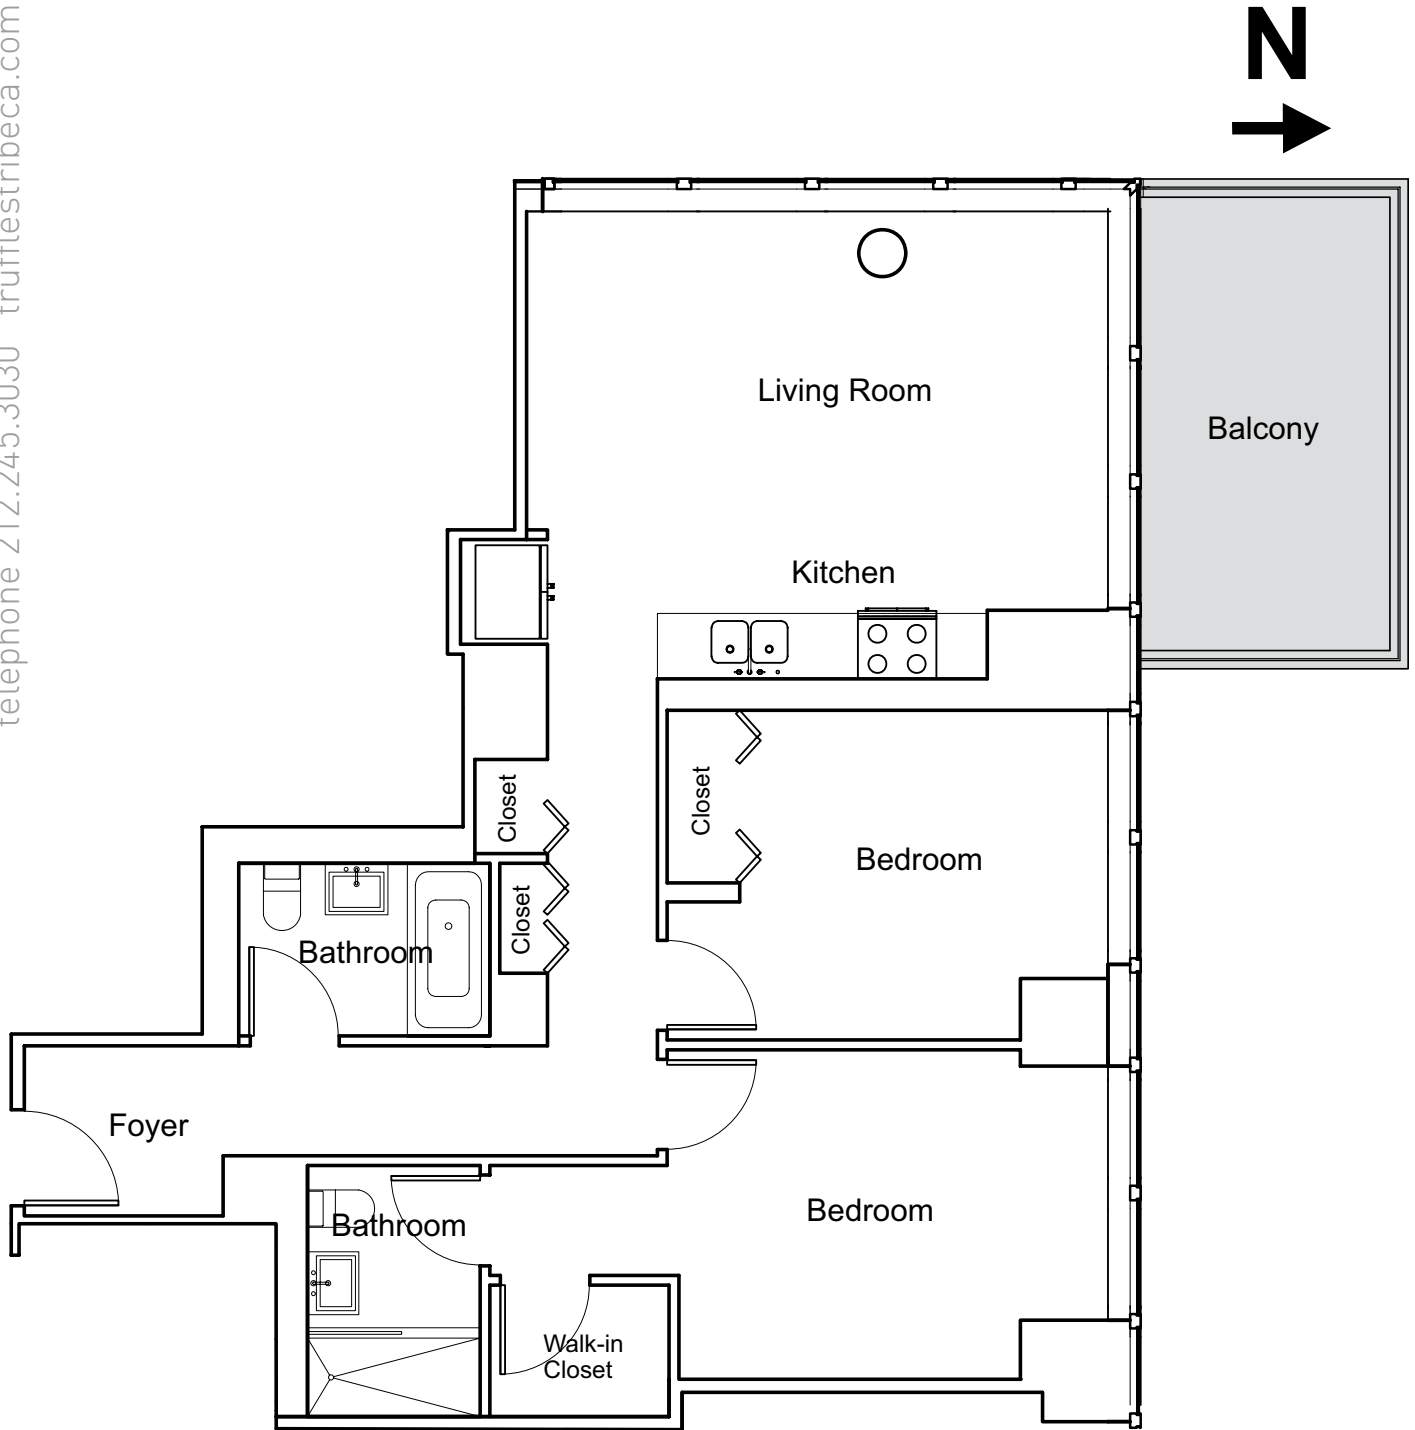 N
telephone 212.245.3030 trufflestribeca.com
Living Room
Balcony
Kitchen
Closet
Closet
Bedroom
Closet
Bathroom
Foyer
Bedroom
Bathroom
Walk-in
Closet